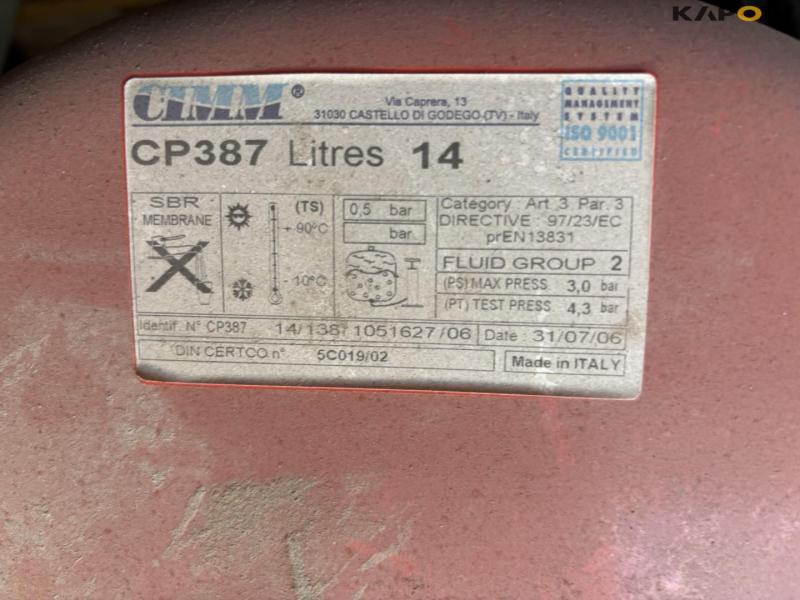 KAPO
CIMM®
Via Caprera, 13
31030 CASTELLO DI GODEGO-(TV) - Italy
QUALITY
MANAGEMENT
SYSTEM
ISO 9001
CERTIFIED
CP387 Litres 14
SBR
MEMBRANE
(TS)
+ 90°C
- 10°C
0,5 bar
bar
Category: Art 3 Par. 3
DIRECTIVE: 97/23/EC
prEN13831
FLUID GROUP 2
(PS) MAX PRESS. 3,0 bar
(PT) TEST PRESS. 4,3 bar
Identif. N° CP387 14/138/1051627/06 Date: 31/07/06
DIN CERTCO n° 5C019/02
Made in ITALY